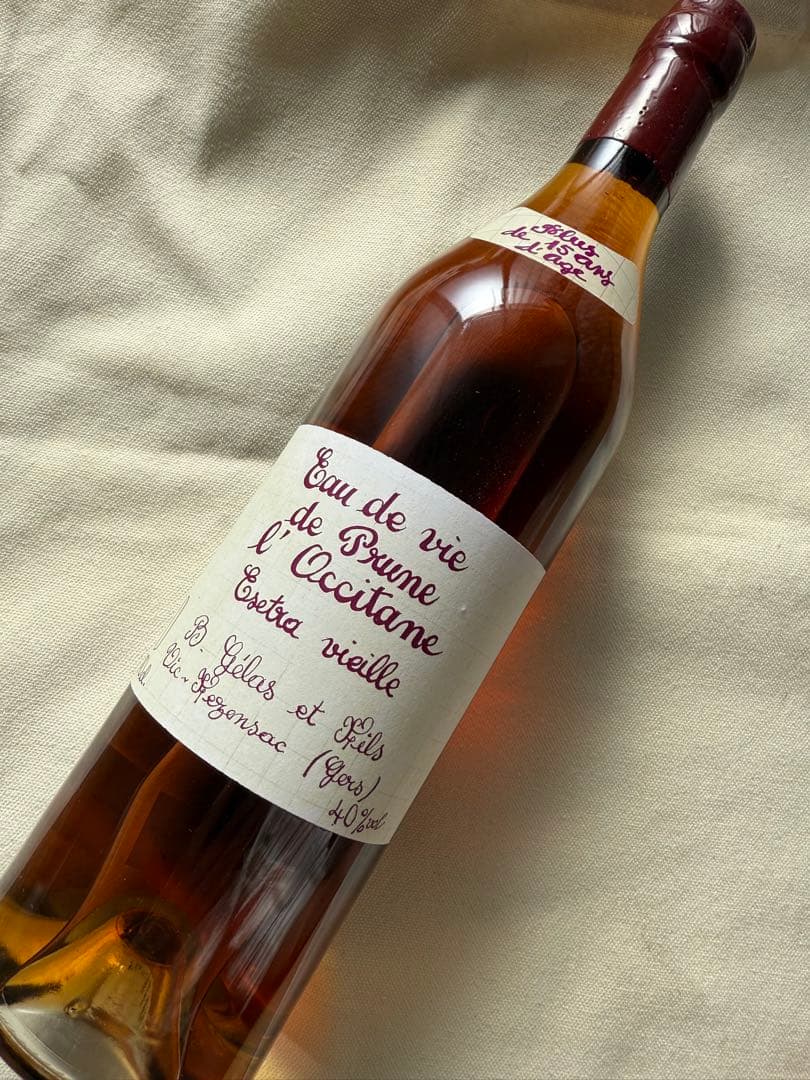 Plus
de 15 ans
d'age
Eau de vie
de Prune
l'Occitane
Extra vieille
B. Gélas et Fils
Vic-Fezensac (Gers)
40%vol